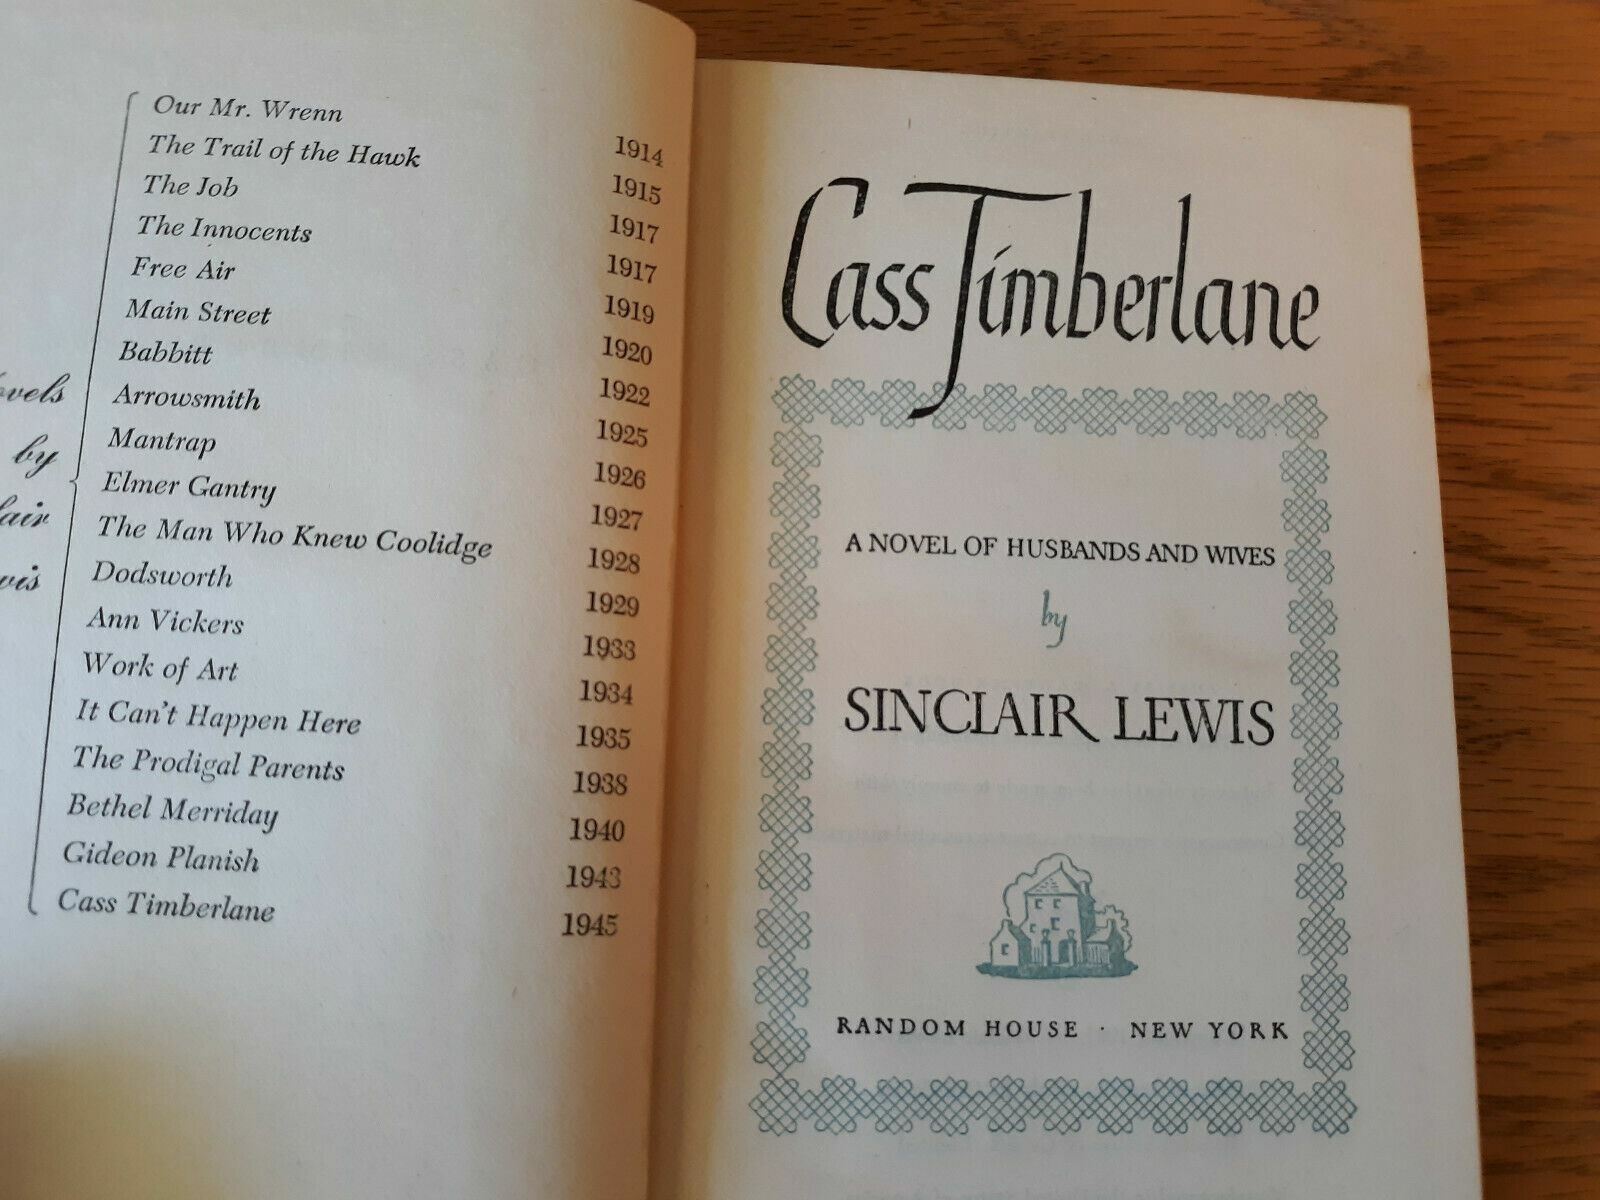 Our Mr. Wrenn 1914
The Trail of the Hawk 1915
The Job 1917
The Innocents 1917
Free Air 1919
Main Street 1920
Babbitt 1922
Arrowsmith 1925
Mantrap 1926
Elmer Gantry 1927
The Man Who Knew Coolidge 1928
Dodsworth 1929
Ann Vickers 1933
Work of Art 1934
It Can't Happen Here 1935
The Prodigal Parents 1938
Bethel Merriday 1940
Gideon Planish 1943
Cass Timberlane 1945
ovels
by
lair
wis
Cass Timberlane
A NOVEL OF HUSBANDS AND WIVES
by
SINCLAIR LEWIS
RANDOM HOUSE · NEW YORK